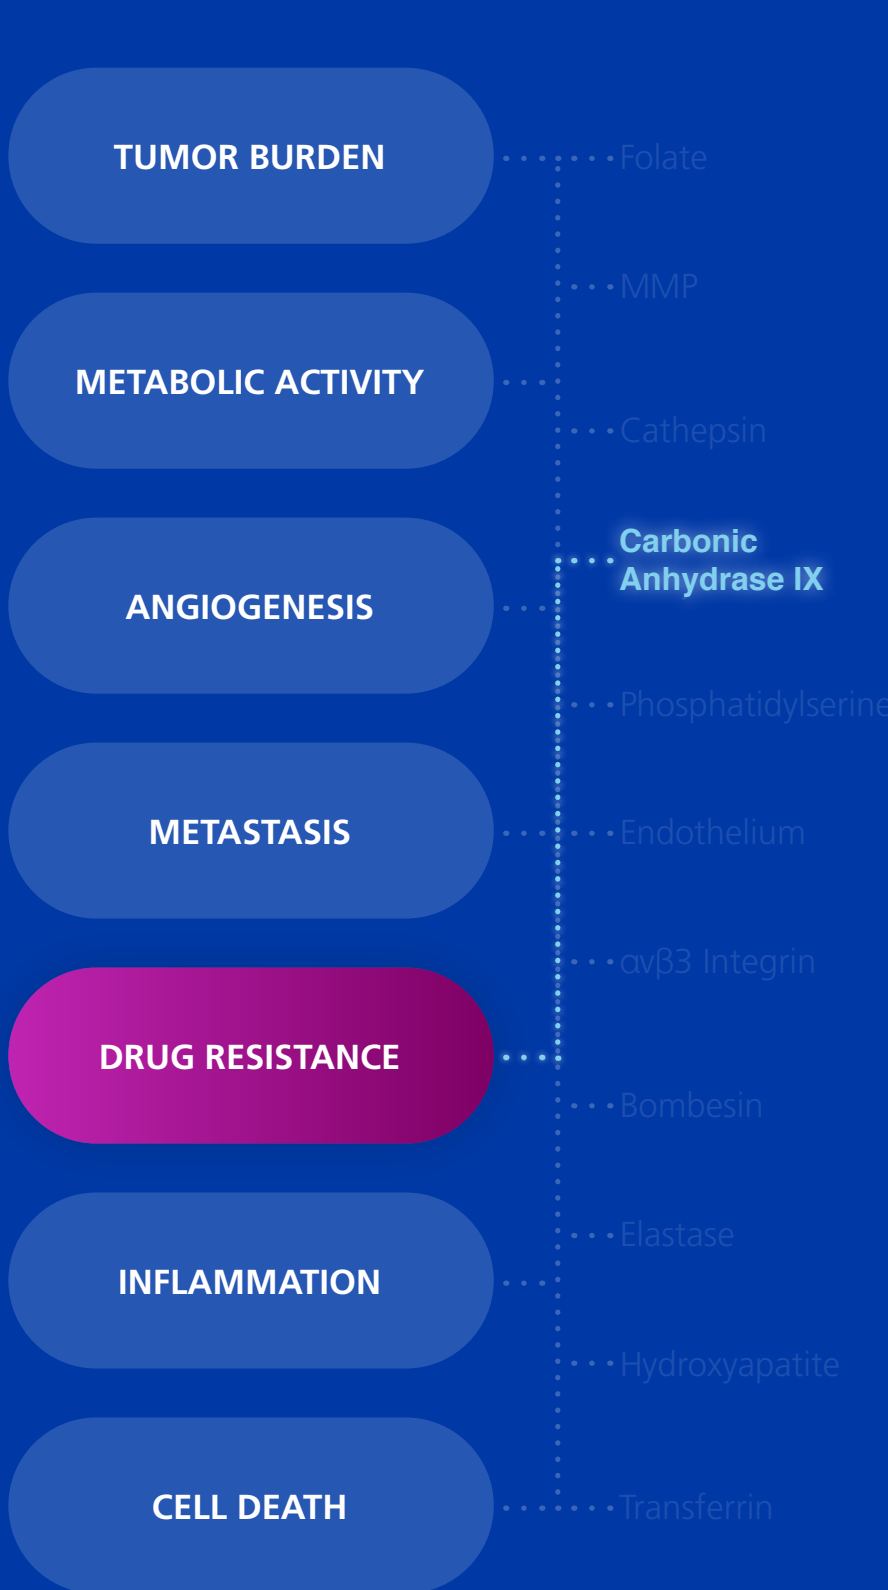 TUMOR BURDEN
METABOLIC ACTIVITY
ANGIOGENESIS
METASTASIS
DRUG RESISTANCE
INFLAMMATION
CELL DEATH
Folate
MMP
Cathepsin
Carbonic
Anhydrase IX
Phosphatidylserine
Endothelium
αvβ3 Integrin
Bombesin
Elastase
Hydroxyapatite
Transferrin